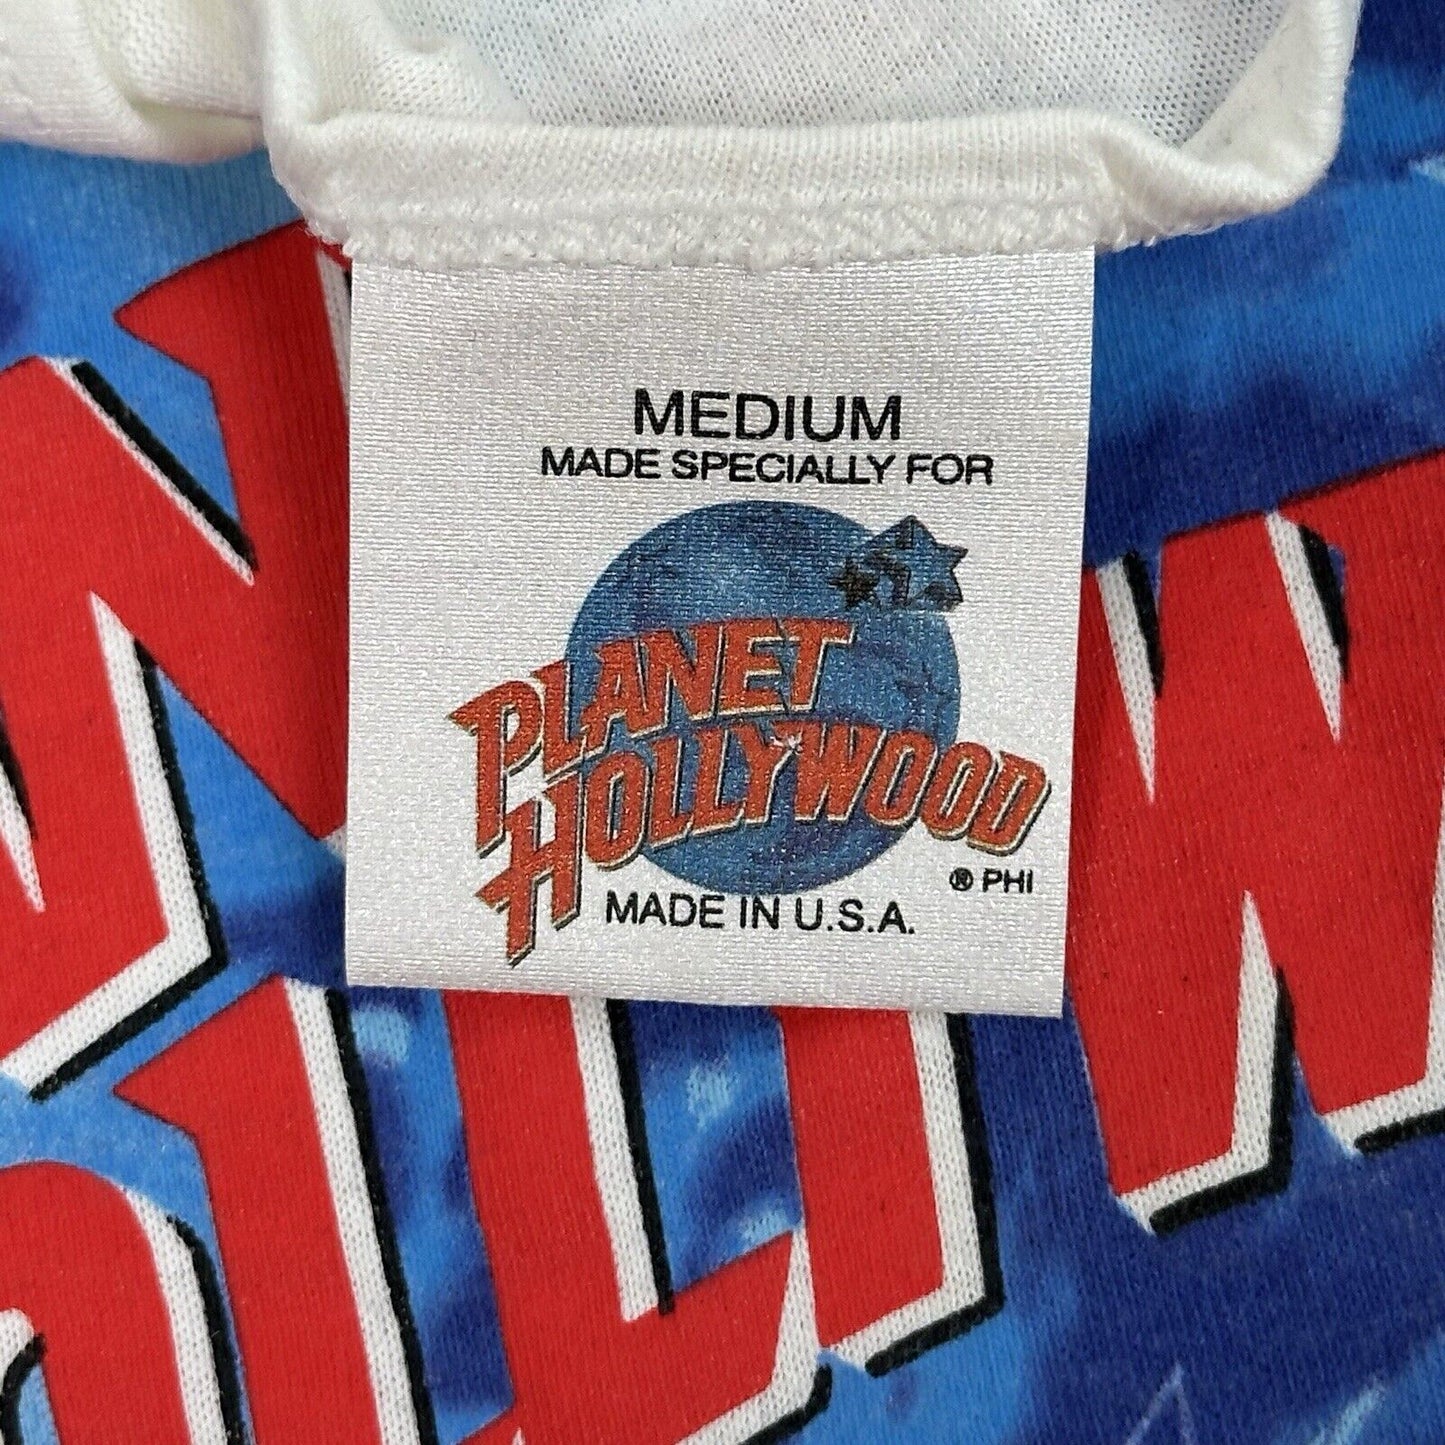 MEDIUM
MADE SPECIALLY FOR
PLANET
HOLLYWOOD
® PHI
MADE IN U.S.A.